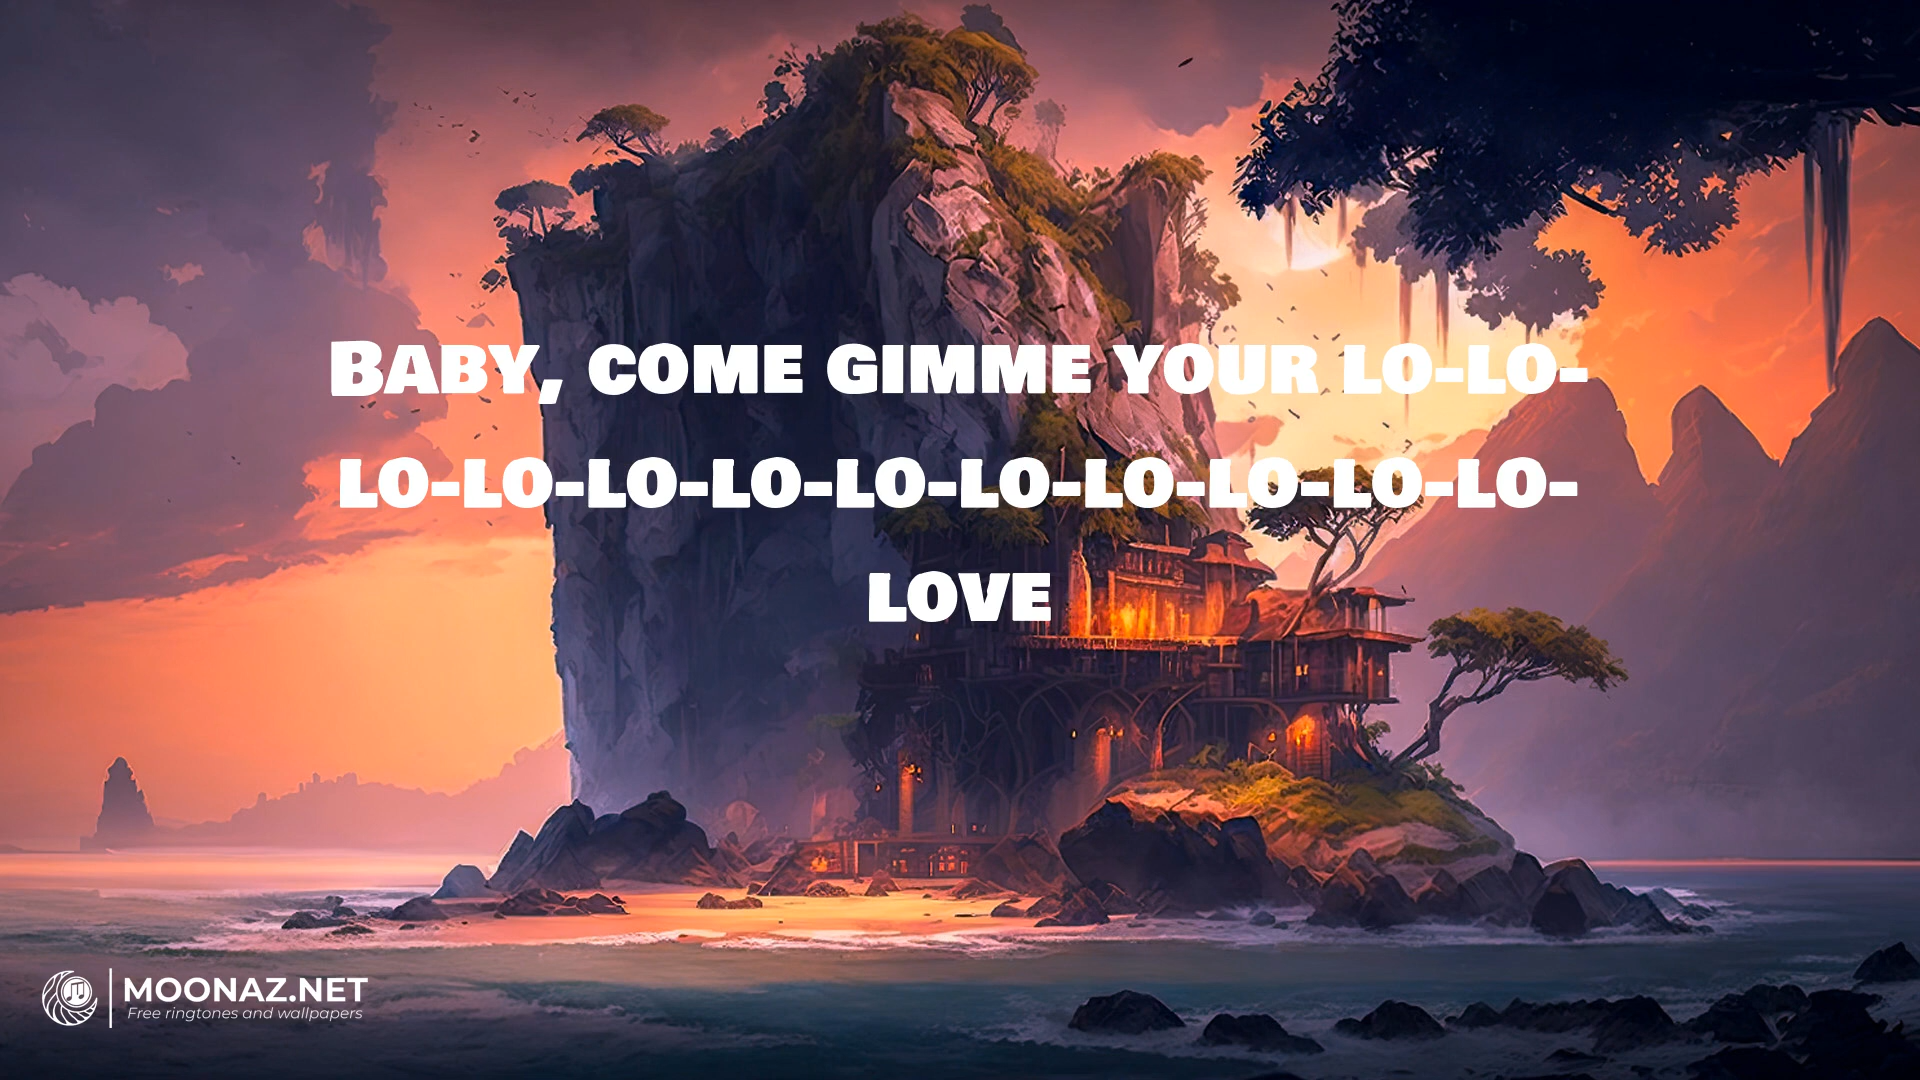 Baby, come gimme your lo-lo-
lo-lo-lo-lo-lo-lo-lo-lo-lo-lo-
love
MOONAZ.NET
Free ringtones and wallpapers